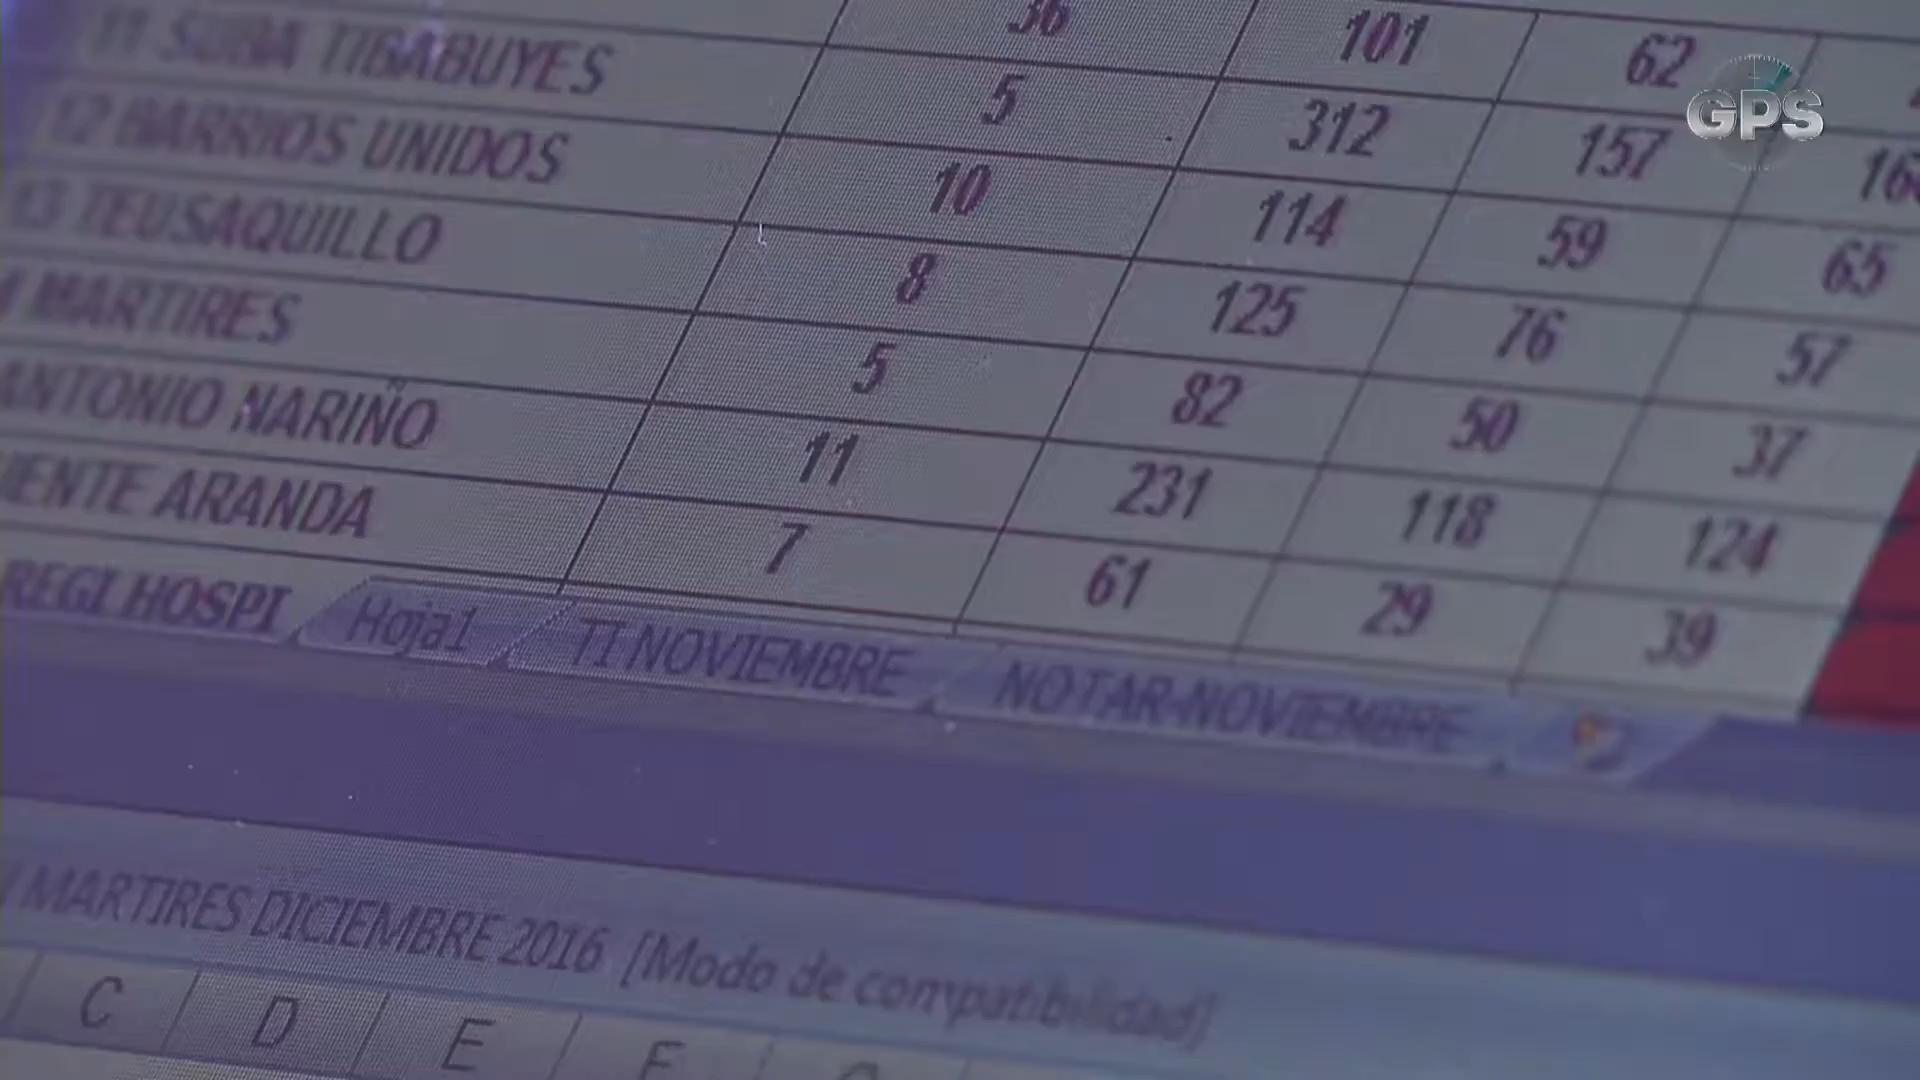 36 101 62
11 SUBA TIBABUYES 5 312 157
12 BARRIOS UNIDOS 10 114 59 65
13 TEUSAQUILLO 8 125 76 57
MARTIRES 5 82 50 37
ANTONIO NARIÑO 11 231 118 124
UENTE ARANDA 7 61 29 39
REGI HOSPI Hoja1 TI-NOVIEMBRE NOTAR-NOVIEMBRE
MARTIRES DICIEMBRE 2016 [Modo de compatibilidad]
C D E F
GPS